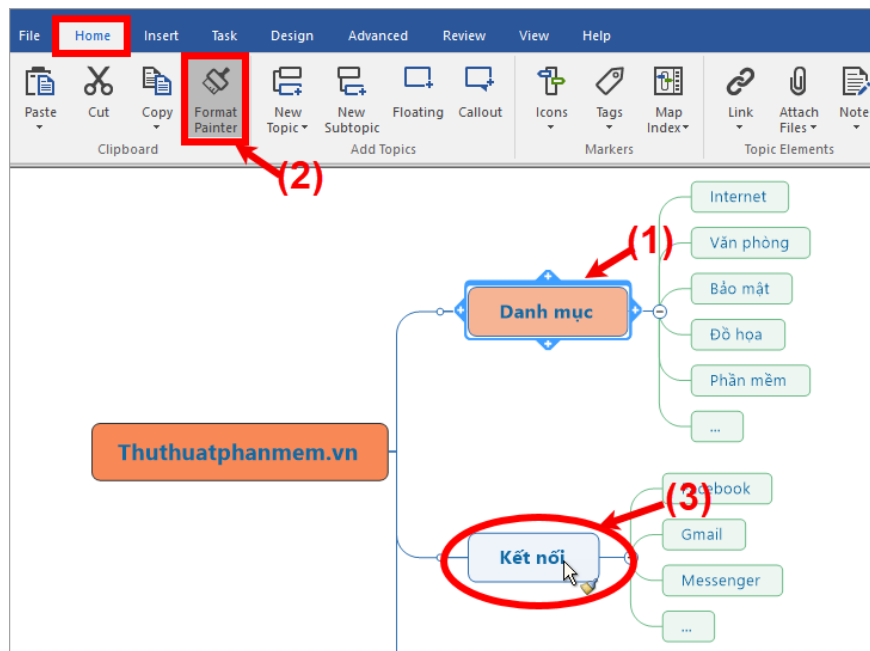 File Home Insert Task Design Advanced Review View Help
Paste Cut Copy Format Painter New Topic New Subtopic Floating Callout Icons Tags Map Index Link Attach Files Note
Clipboard Add Topics Markers Topic Elements
(2)
(1)
Internet
Văn phòng
Bảo mật
Danh mục
Đồ họa
Phần mềm
...
Thuthuatphanmem.vn
(3)
Facebook
Gmail
Kết nối
Messenger
...